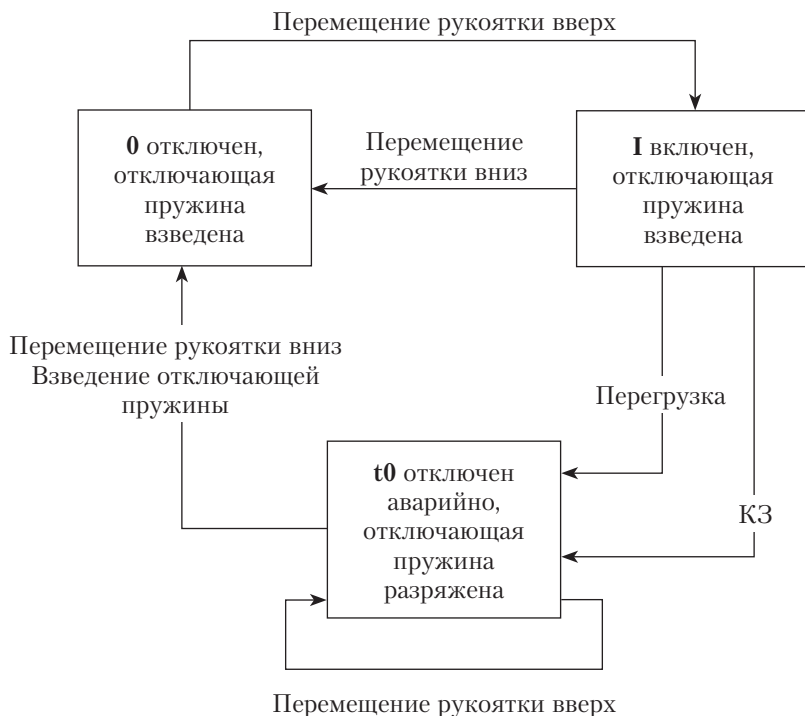 Перемещение рукоятки вверх
0 отключен,
отключающая
пружина
взведена
Перемещение
рукоятки вниз
I включен,
отключающая
пружина
взведена
Перемещение рукоятки вниз
Взведение отключающей
пружины
Перегрузка
КЗ
t0 отключен
аварийно,
отключающая
пружина
разряжена
Перемещение рукоятки вверх